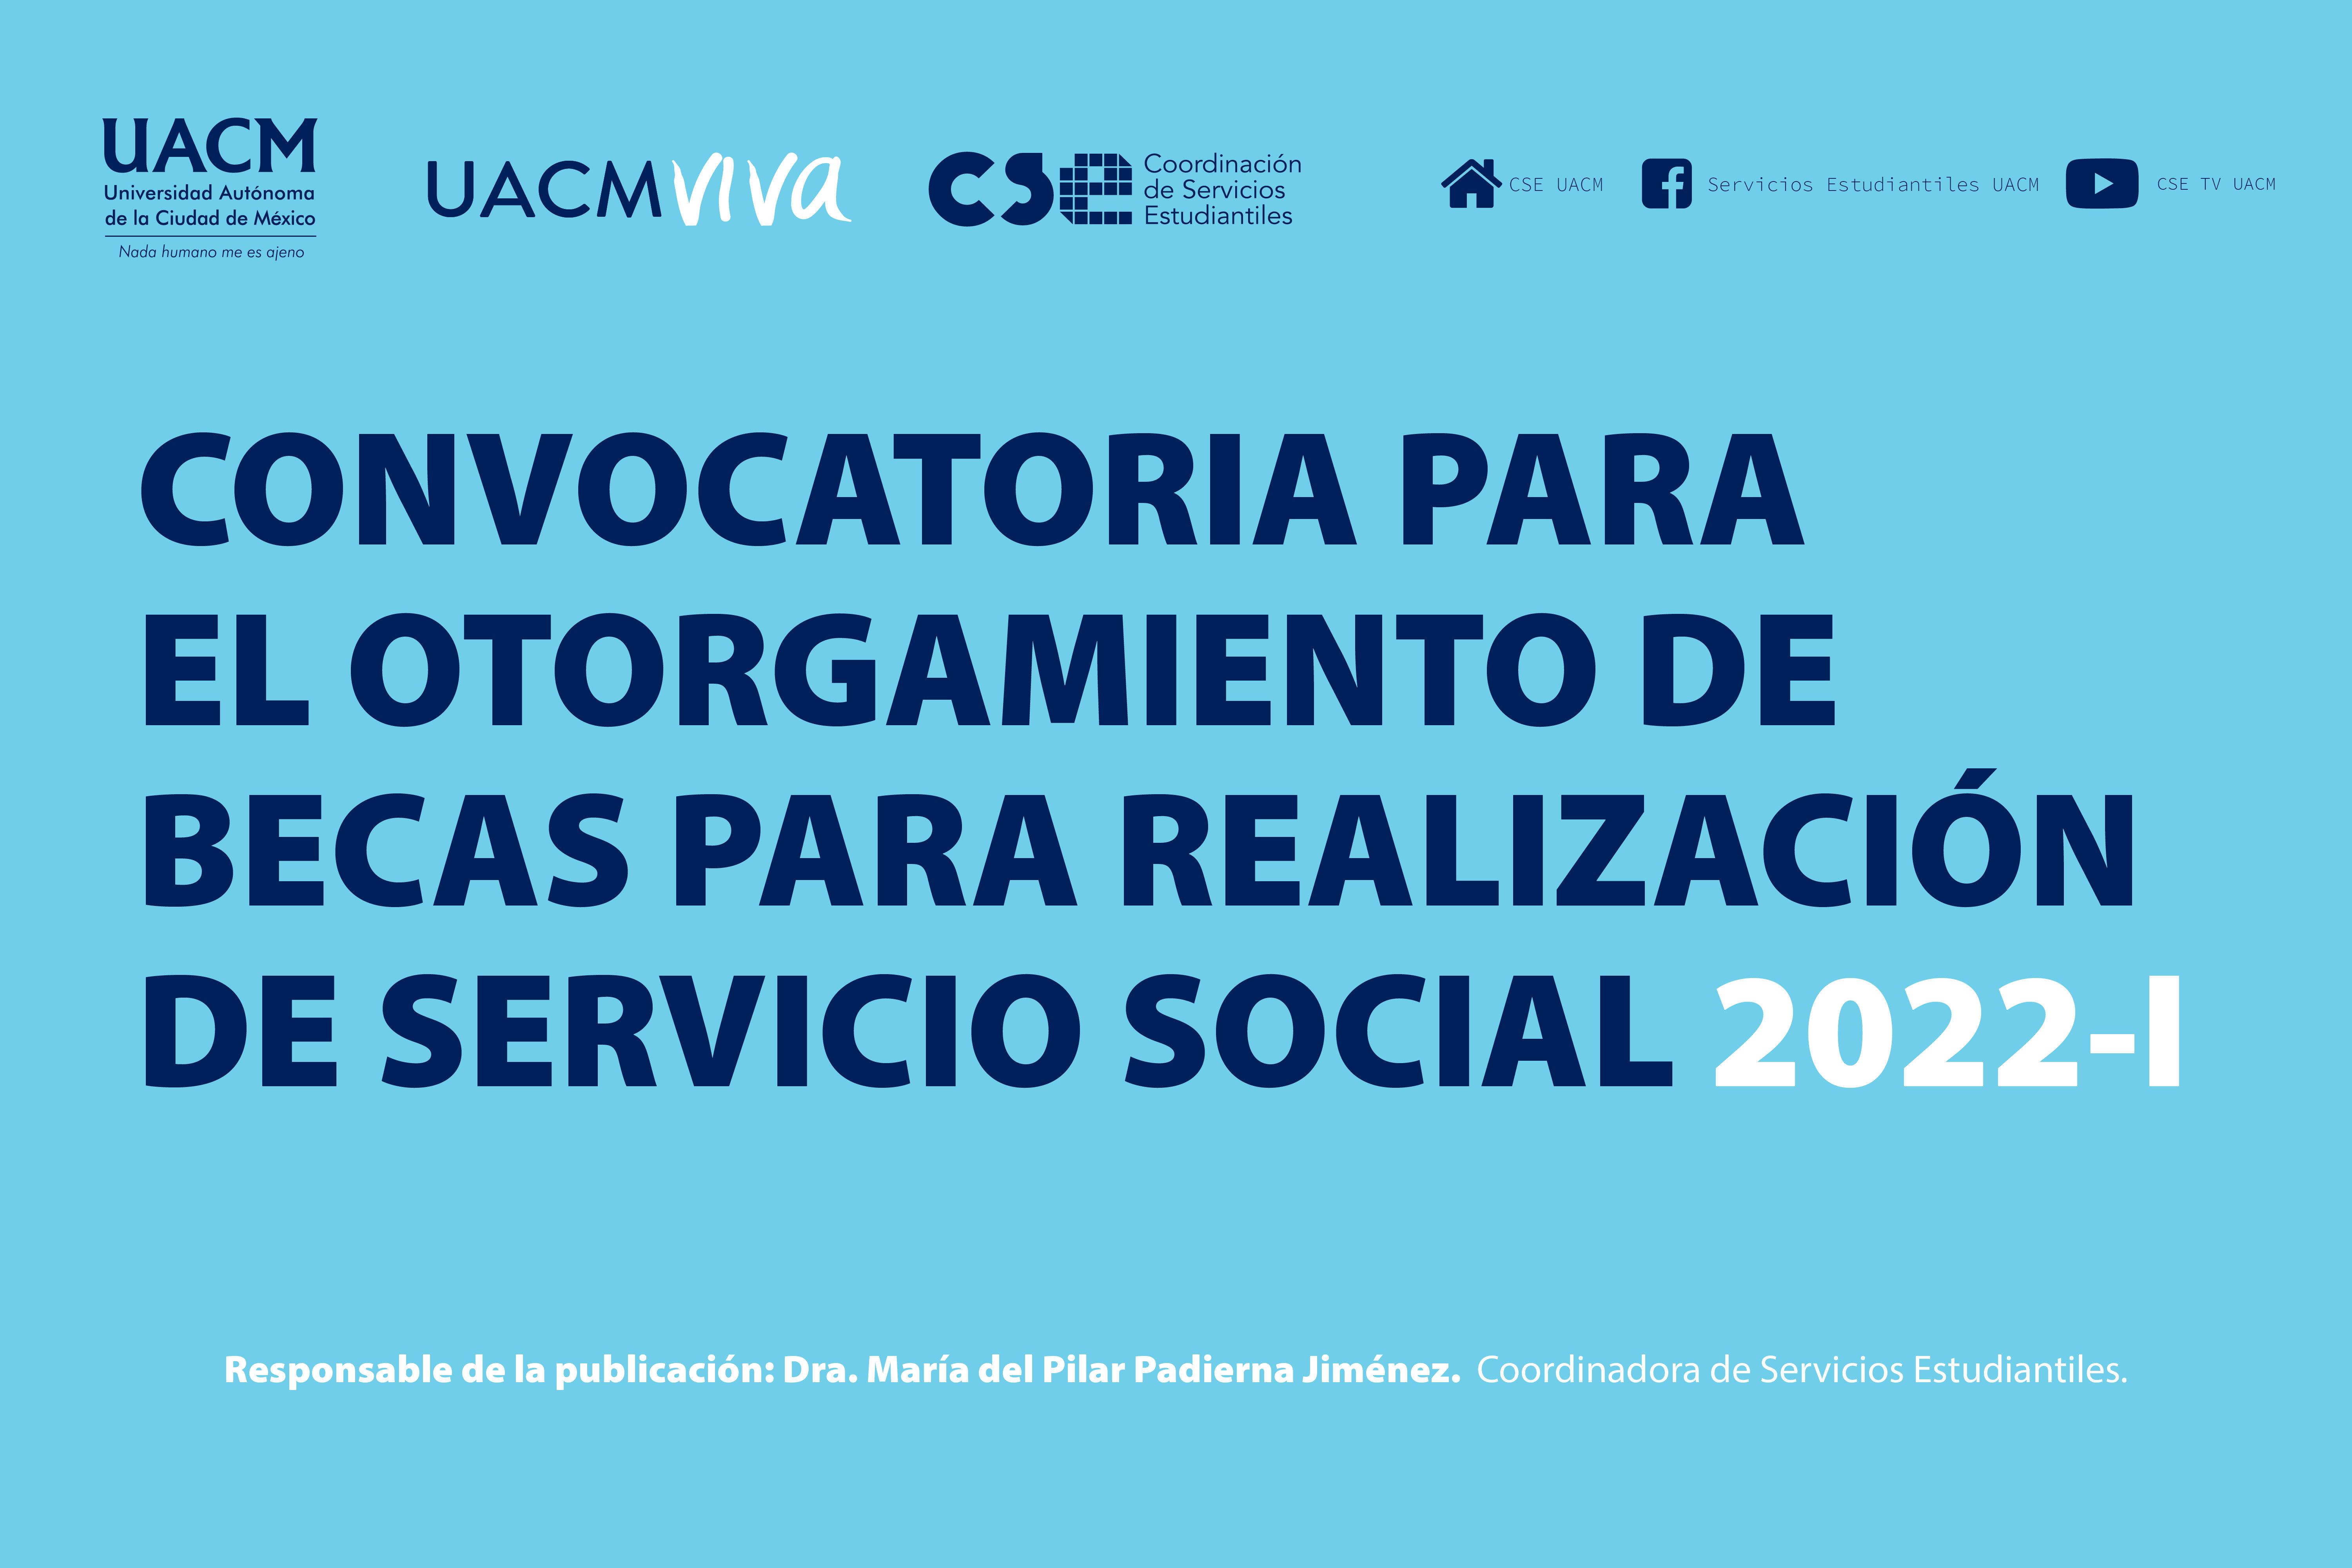 UACM
Universidad Autónoma
de la Ciudad de México
Nada humano me es ajeno
UACM viva
cse
Coordinación
de Servicios
Estudiantiles
CSE UACM
Servicios Estudiantiles UACM
CSE TV UACM
CONVOCATORIA PARA
EL OTORGAMIENTO DE
BECAS PARA REALIZACIÓN
DE SERVICIO SOCIAL 2022-I
Responsable de la publicación: Dra. María del Pilar Padierna Jiménez. Coordinadora de Servicios Estudiantiles.